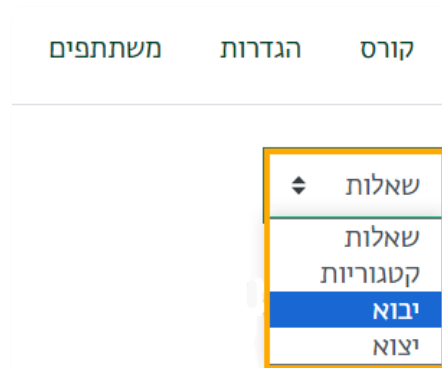 קורס הגדרות משתתפים
שאלות
שאלות
קטגוריות
יבוא
יצוא